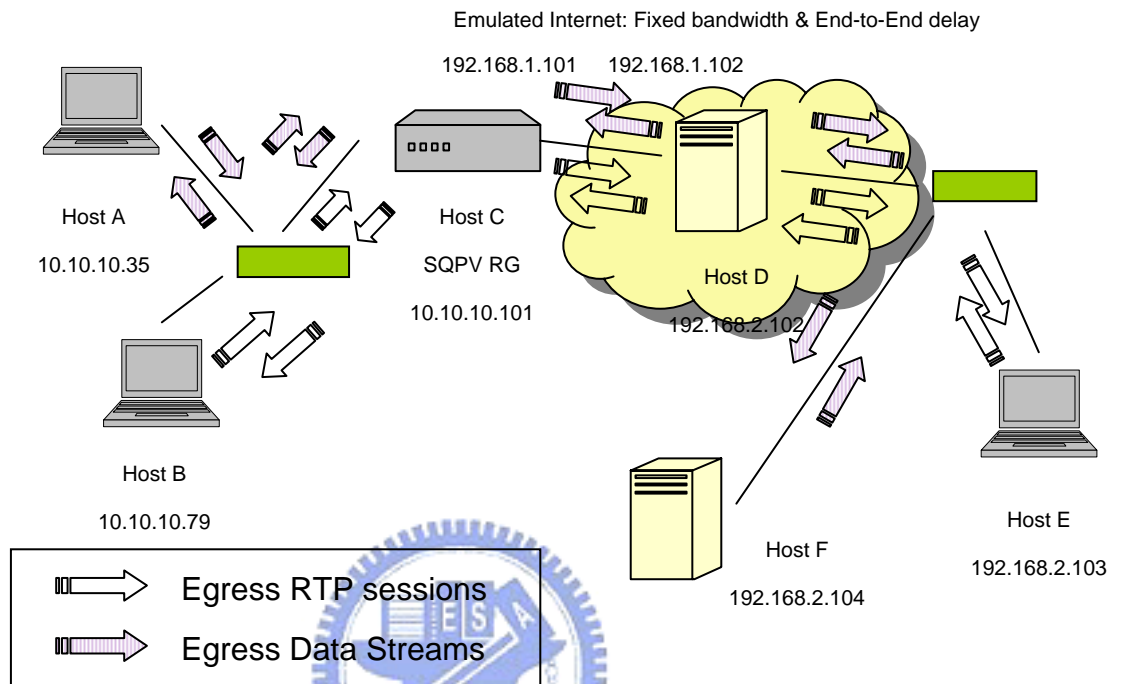 Emulated Internet: Fixed bandwidth & End-to-End delay
192.168.1.101 192.168.1.102
Host A
10.10.10.35
Host C
SQPV RG
10.10.10.101
Host D
192.168.2.102
Host B
10.10.10.79
Host F
192.168.2.104
Host E
192.168.2.103
Egress RTP sessions
Egress Data Streams
ES